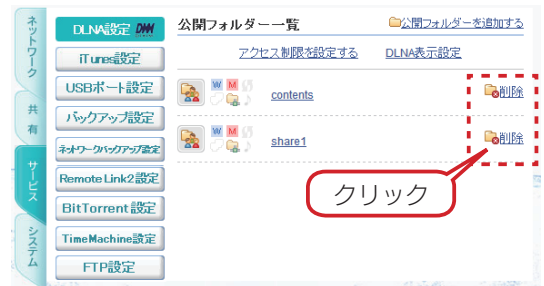 ネットワーク
共有
サービス
システム
DLNA設定 DLNA
iTunes設定
USBポート設定
バックアップ設定
ネットワークバックアップ設定
Remote Link2設定
BitTorrent設定
TimeMachine設定
FTP設定
公開フォルダー一覧
公開フォルダーを追加する
アクセス制限を設定する
DLNA表示設定
W M
contents
削除
W M
share1
削除
クリック